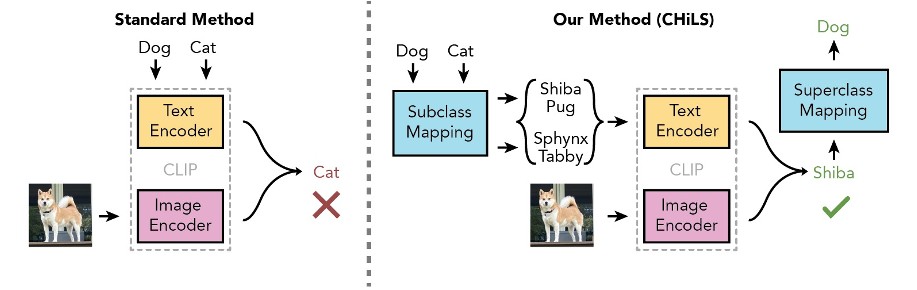 Standard Method
Dog Cat
Text
Encoder
CLIP
Image
Encoder
Cat
Our Method (CHiLS)
Dog Cat
Subclass
Mapping
Shiba
Pug
Sphynx
Tabby
Text
Encoder
CLIP
Image
Encoder
Dog
Superclass
Mapping
Shiba